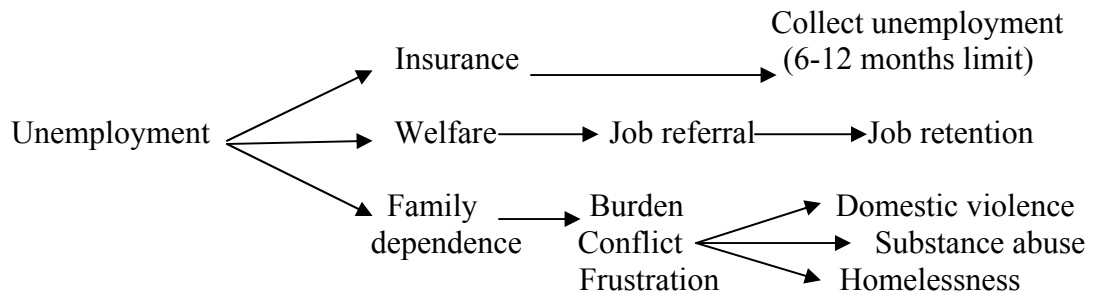 Collect unemployment
Insurance
(6-12 months limit)
Unemployment
Welfare
Job referral
Job retention
Family
dependence
Burden
Conflict
Frustration
Domestic violence
Substance abuse
Homelessness